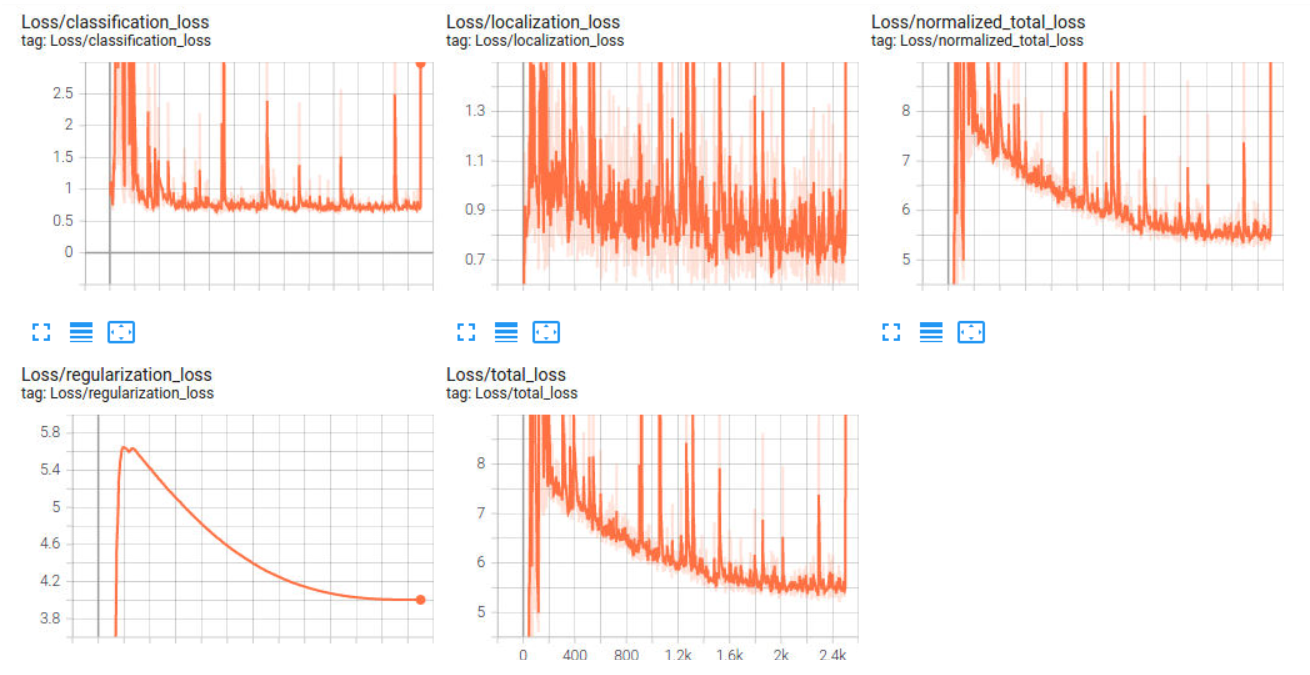 Loss/classification_loss
tag: Loss/classification_loss
2.5
2
1.5
1
0.5
0
Loss/localization_loss
tag: Loss/localization_loss
1.3
1.1
0.9
0.7
Loss/normalized_total_loss
tag: Loss/normalized_total_loss
8
7
6
5
Loss/regularization_loss
tag: Loss/regularization_loss
5.8
5.4
5
4.6
4.2
3.8
Loss/total_loss
tag: Loss/total_loss
8
7
6
5
0 400 800 1.2k 1.6k 2k 2.4k